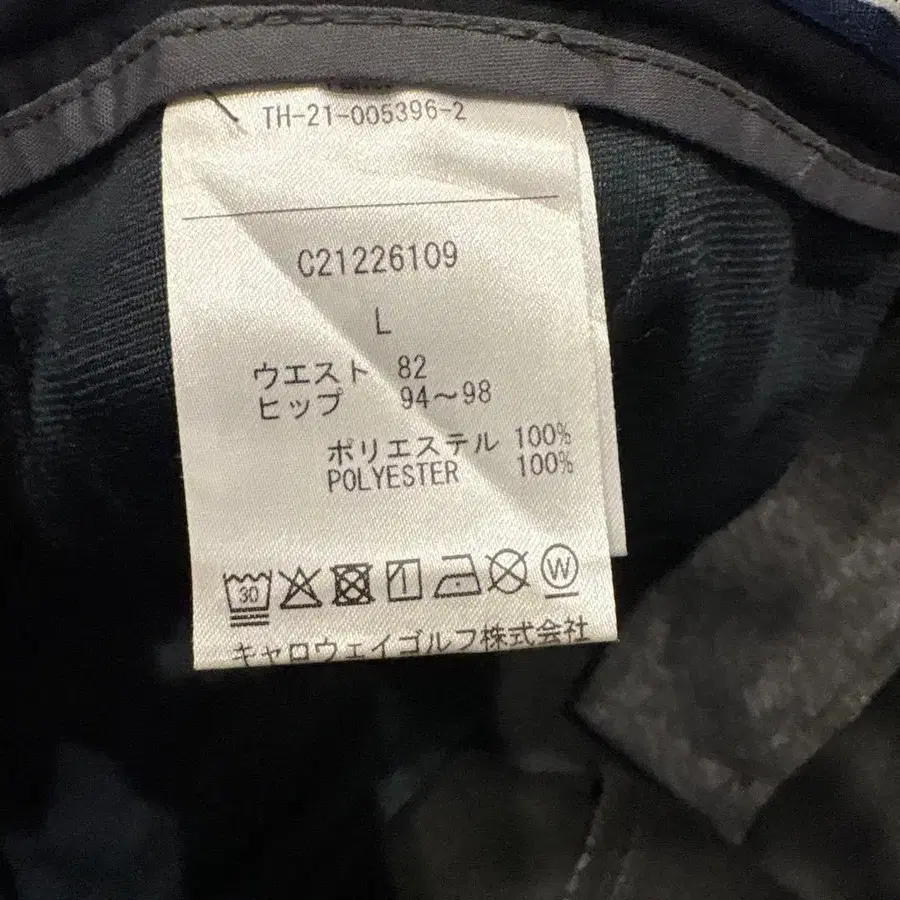 TH-21-005396-2
C21226109
L
ウエスト 82
ヒップ 94～98
ポリエステル 100%
POLYESTER 100%
30 W
キャロウェイゴルフ株式会社